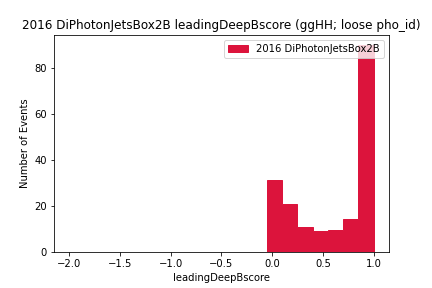 2016 DiPhotonJetsBox2B leadingDeepBscore (ggHH; loose pho_id)
2016 DiPhotonJetsBox2B
Number of Events
80
60
40
20
0
−2.0 −1.5 −1.0 −0.5 0.0 0.5 1.0
leadingDeepBscore